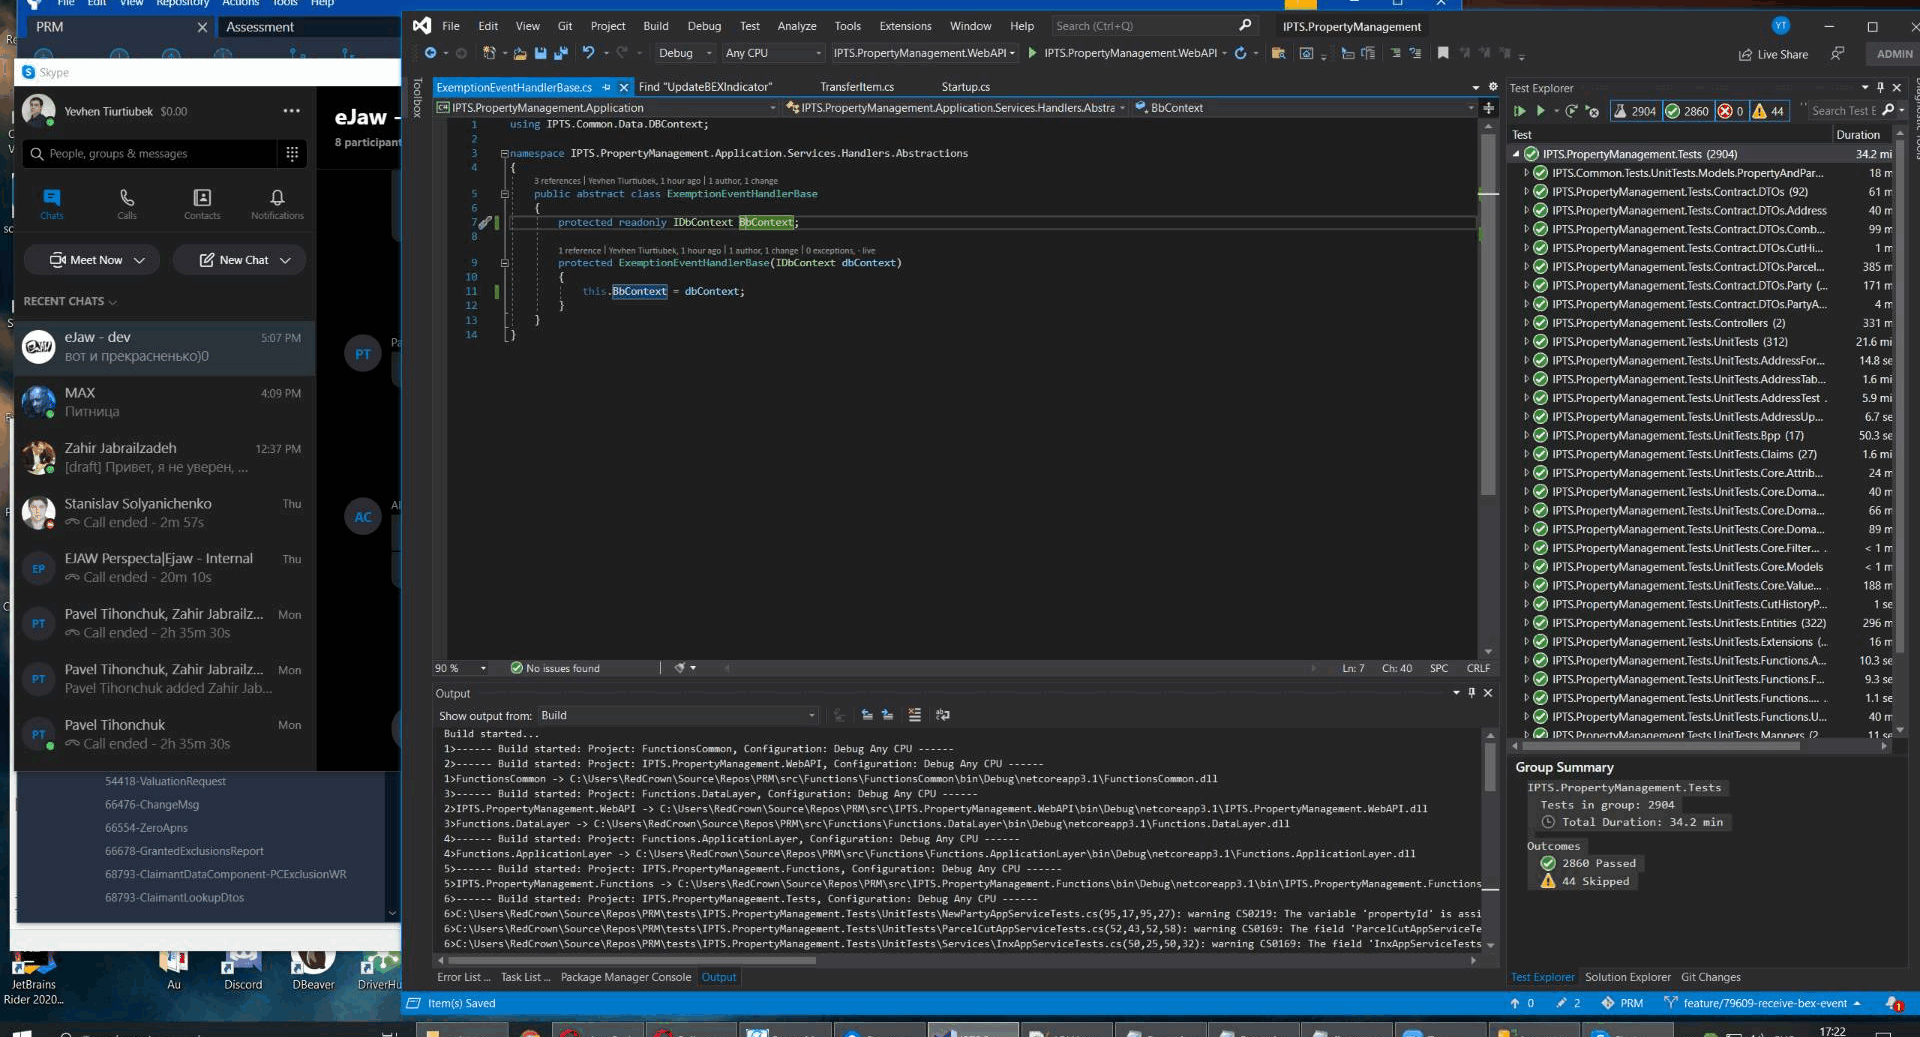 File Edit View Repository Actions Tools Help
PRM
Assessment
Skype
Yevhen Tiurtiubek $0.00
People, groups & messages
Chats Calls Contacts Notifications
Meet Now New Chat
RECENT CHATS
eJaw - dev 5:07 PM
вот и прекрасненько)0
MAX 4:09 PM
Питница
Zahir Jabrailzadeh 12:37 PM
[draft] Привет, я не уверен, ...
Stanislav Solyanichenko Thu
Call ended - 2m 57s
EP
EJAW Perspecta|Ejaw - Internal Thu
Call ended - 20m 10s
PT
Pavel Tihonchuk, Zahir Jabrailz... Mon
Call ended - 2h 35m 30s
PT
Pavel Tihonchuk, Zahir Jabrailz... Mon
Pavel Tihonchuk added Zahir Jab...
PT
Pavel Tihonchuk Mon
Call ended - 2h 35m 30s
eJaw -
8 participant
PT
AC
54418-ValuationRequest
66476-ChangeMsg
66554-ZeroApns
66678-GrantedExclusionsReport
68793-ClaimantDataComponent-PCExclusionWR
68793-ClaimantLookupDtos
JetBrains
Rider 2020...
Au
Discord
DBeaver
DriverHu
File Edit View Git Project Build Debug Test Analyze Tools Extensions Window Help Search (Ctrl+Q) IPTS.PropertyManagement YT
Debug Any CPU IPTS.PropertyManagement.WebAPI IPTS.PropertyManagement.WebAPI Live Share ADMIN
Toolbox
ExemptionEventHandlerBase.cs Find "UpdateBEXIndicator" TransferItem.cs Startup.cs
IPTS.PropertyManagement.Application IPTS.PropertyManagement.Application.Services.Handlers.Abstra BbContext
1 using IPTS.Common.Data.DBContext;
2
3 namespace IPTS.PropertyManagement.Application.Services.Handlers.Abstractions
4 {
3 references | Yevhen Tiurtiubek, 1 hour ago | 1 author, 1 change
5 public abstract class ExemptionEventHandlerBase
6 {
7 protected readonly IDbContext BbContext;
8
1 reference | Yevhen Tiurtiubek, 1 hour ago | 1 author, 1 change | 0 exceptions, - live
9 protected ExemptionEventHandlerBase(IDbContext dbContext)
10 {
11 this.BbContext = dbContext;
12 }
13 }
14 }
90 % No issues found Ln: 7 Ch: 40 SPC CRLF
Output
Show output from: Build
Build started...
1>------ Build started: Project: FunctionsCommon, Configuration: Debug Any CPU ------
2>------ Build started: Project: IPTS.PropertyManagement.WebAPI, Configuration: Debug Any CPU ------
1>FunctionsCommon -> C:\Users\RedCrown\Source\Repos\PRM\src\Functions\FunctionsCommon\bin\Debug\netcoreapp3.1\FunctionsCommon.dll
3>------ Build started: Project: Functions.DataLayer, Configuration: Debug Any CPU ------
2>IPTS.PropertyManagement.WebAPI -> C:\Users\RedCrown\Source\Repos\PRM\src\IPTS.PropertyManagement.WebAPI\bin\Debug\netcoreapp3.1\IPTS.PropertyManagement.WebAPI.dll
3>Functions.DataLayer -> C:\Users\RedCrown\Source\Repos\PRM\src\Functions\Functions.DataLayer\bin\Debug\netcoreapp3.1\Functions.DataLayer.dll
4>------ Build started: Project: Functions.ApplicationLayer, Configuration: Debug Any CPU ------
4>Functions.ApplicationLayer -> C:\Users\RedCrown\Source\Repos\PRM\src\Functions\Functions.ApplicationLayer\bin\Debug\netcoreapp3.1\Functions.ApplicationLayer.dll
5>------ Build started: Project: IPTS.PropertyManagement.Functions, Configuration: Debug Any CPU ------
5>IPTS.PropertyManagement.Functions -> C:\Users\RedCrown\Source\Repos\PRM\src\IPTS.PropertyManagement.Functions\bin\Debug\netcoreapp3.1\bin\IPTS.PropertyManagement.Functions
6>------ Build started: Project: IPTS.PropertyManagement.Tests, Configuration: Debug Any CPU ------
6>C:\Users\RedCrown\Source\Repos\PRM\tests\IPTS.PropertyManagement.Tests\UnitTests\NewPartyAppServiceTests.cs(95,17,95,27): warning CS0219: The variable 'propertyId' is assi
6>C:\Users\RedCrown\Source\Repos\PRM\tests\IPTS.PropertyManagement.Tests\UnitTests\ParcelCutAppServiceTests.cs(52,43,52,58): warning CS0169: The field 'ParcelCutAppServiceTe
6>C:\Users\RedCrown\Source\Repos\PRM\tests\IPTS.PropertyManagement.Tests\UnitTests\Services\InxAppServiceTests.cs(50,25,50,32): warning CS0169: The field 'InxAppServiceTests
Error List ... Task List ... Package Manager Console Output
Item(s) Saved 0 2 PRM feature/79609-receive-bex-event 1
Test Explorer
2904 2860 0 44 Search Test E
Test Duration
IPTS.PropertyManagement.Tests (2904) 34.2 mi
IPTS.Common.Tests.UnitTests.Models.PropertyAndPar... 18 m
IPTS.PropertyManagement.Tests.Contract.DTOs (92) 61 m
IPTS.PropertyManagement.Tests.Contract.DTOs.Address 40 m
IPTS.PropertyManagement.Tests.Contract.DTOs.Comb... 99 m
IPTS.PropertyManagement.Tests.Contract.DTOs.CutHi... 1 m
IPTS.PropertyManagement.Tests.Contract.DTOs.Parcel... 385 m
IPTS.PropertyManagement.Tests.Contract.DTOs.Party (... 171 m
IPTS.PropertyManagement.Tests.Contract.DTOs.PartyA... 4 m
IPTS.PropertyManagement.Tests.Controllers (2) 331 m
IPTS.PropertyManagement.Tests.UnitTests (312) 21.6 mi
IPTS.PropertyManagement.Tests.UnitTests.AddressFor... 14.8 se
IPTS.PropertyManagement.Tests.UnitTests.AddressTab... 1.6 mi
IPTS.PropertyManagement.Tests.UnitTests.AddressTest . 5.9 mi
IPTS.PropertyManagement.Tests.UnitTests.AddressUp... 6.7 se
IPTS.PropertyManagement.Tests.UnitTests.Bpp (17) 50.3 se
IPTS.PropertyManagement.Tests.UnitTests.Claims (27) 1.6 mi
IPTS.PropertyManagement.Tests.UnitTests.Core.Attrib... 24 m
IPTS.PropertyManagement.Tests.UnitTests.Core.Doma... 40 m
IPTS.PropertyManagement.Tests.UnitTests.Core.Doma... 66 m
IPTS.PropertyManagement.Tests.UnitTests.Core.Doma... 89 m
IPTS.PropertyManagement.Tests.UnitTests.Core.Filter... . < 1 m
IPTS.PropertyManagement.Tests.UnitTests.Core.Models < 1 m
IPTS.PropertyManagement.Tests.UnitTests.Core.Value... 188 m
IPTS.PropertyManagement.Tests.UnitTests.CutHistoryP... 1 se
IPTS.PropertyManagement.Tests.UnitTests.Entities (322) 296 m
IPTS.PropertyManagement.Tests.UnitTests.Extensions (... 16 m
IPTS.PropertyManagement.Tests.UnitTests.Functions.A... 10.3 se
IPTS.PropertyManagement.Tests.UnitTests.Functions.F... 9.3 se
IPTS.PropertyManagement.Tests.UnitTests.Functions.... . 1.1 se
IPTS.PropertyManagement.Tests.UnitTests.Functions.U... 40 m
IPTS.PropertyManagement.Tests.UnitTests.Mappers (2 11 se
Group Summary
IPTS.PropertyManagement.Tests
Tests in group: 2904
Total Duration: 34.2 min
Outcomes
2860 Passed
44 Skipped
Test Explorer Solution Explorer Git Changes
17:22